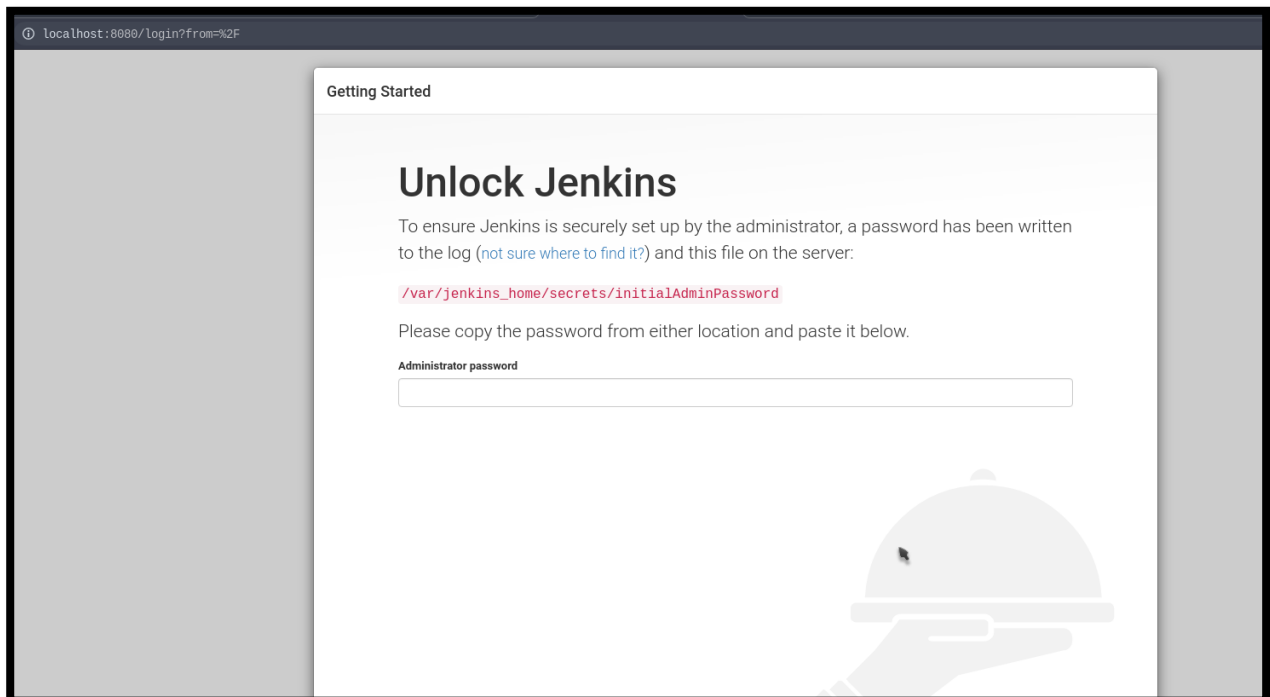 localhost:8080/login?from=%2F
Getting Started
Unlock Jenkins
To ensure Jenkins is securely set up by the administrator, a password has been written
to the log (not sure where to find it?) and this file on the server:
/var/jenkins_home/secrets/initialAdminPassword
Please copy the password from either location and paste it below.
Administrator password